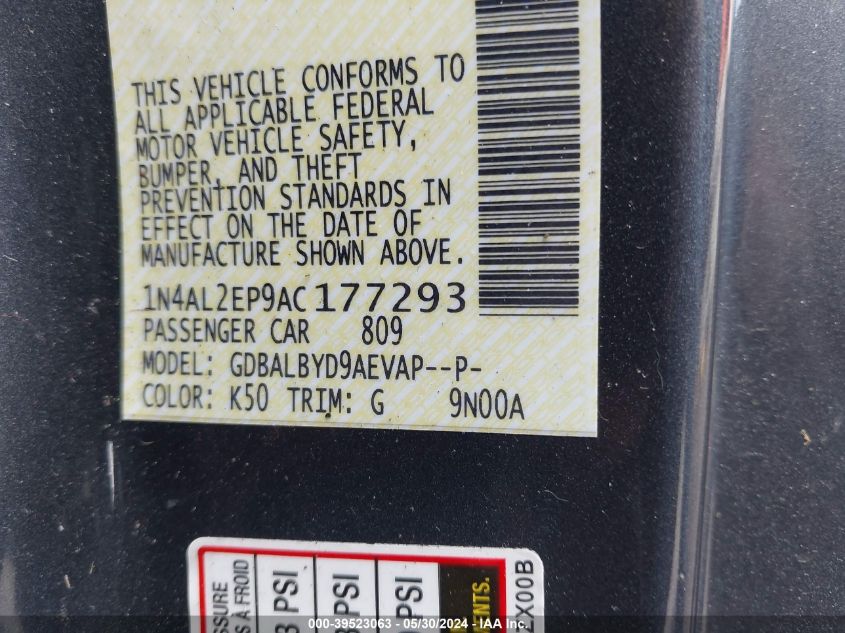 THIS VEHICLE CONFORMS TO
ALL APPLICABLE FEDERAL
MOTOR VEHICLE SAFETY,
BUMPER, AND THEFT
PREVENTION STANDARDS IN
EFFECT ON THE DATE OF
MANUFACTURE SHOWN ABOVE.
1N4AL2EP9AC177293
PASSENGER CAR 809
MODEL: GDBALBYD9AEVAP--P-
COLOR: K50 TRIM: G 9N00A
À FROID
PSI
PSI
PSI
X00B
000-39523063 - 05/30/2024 - IAA Inc.